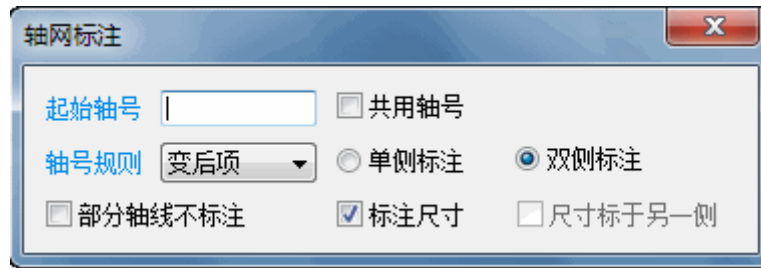 轴网标注
起始轴号 共用轴号
轴号规则 变后项 单侧标注 双侧标注
部分轴线不标注 标注尺寸 尺寸标于另一侧